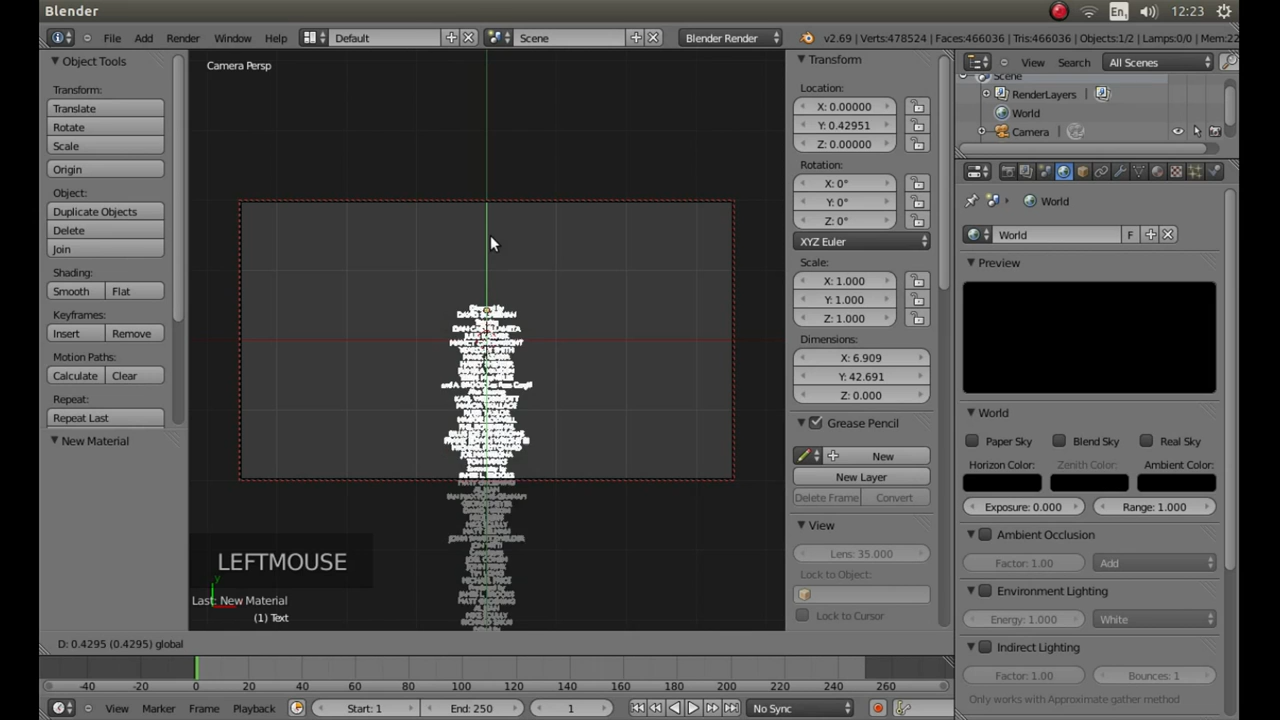 Blender
En1
12:23
File Add Render Window Help
Default
Scene
Blender Render
v2.69 | Verts:478524 | Faces:466036 | Tris:466036 | Objects:1/2 | Lamps:0/0 | Mem:22
Object Tools
Transform:
Translate
Rotate
Scale
Origin
Object:
Duplicate Objects
Delete
Join
Shading:
Smooth Flat
Keyframes:
Insert Remove
Motion Paths:
Calculate Clear
Repeat:
Repeat Last
New Material
Camera Persp
LEFTMOUSE
y
Last: New Material
(1) Text
D: 0.4295 (0.4295) global
Transform
Location:
X: 0.00000
Y: 0.42951
Z: 0.00000
Rotation:
X: 0°
Y: 0°
Z: 0°
XYZ Euler
Scale:
X: 1.000
Y: 1.000
Z: 1.000
Dimensions:
X: 6.909
Y: 42.691
Z: 0.000
Grease Pencil
New
New Layer
Delete Frame Convert
View
Lens: 35.000
Lock to Object:
Lock to Cursor
View Search All Scenes
Scene
RenderLayers
World
Camera
World
World F
Preview
World
Paper Sky Blend Sky Real Sky
Horizon Color: Zenith Color: Ambient Color:
Exposure: 0.000 Range: 1.000
Ambient Occlusion
Factor: 1.00 Add
Environment Lighting
Energy: 1.000 White
Indirect Lighting
Factor: 1.00 Bounces: 1
Only works with Approximate gather method
-40 -20 0 20 40 60 80 100 120 140 160 180 200 220 240 260
View Marker Frame Playback Start: 1 End: 250 1 No Sync